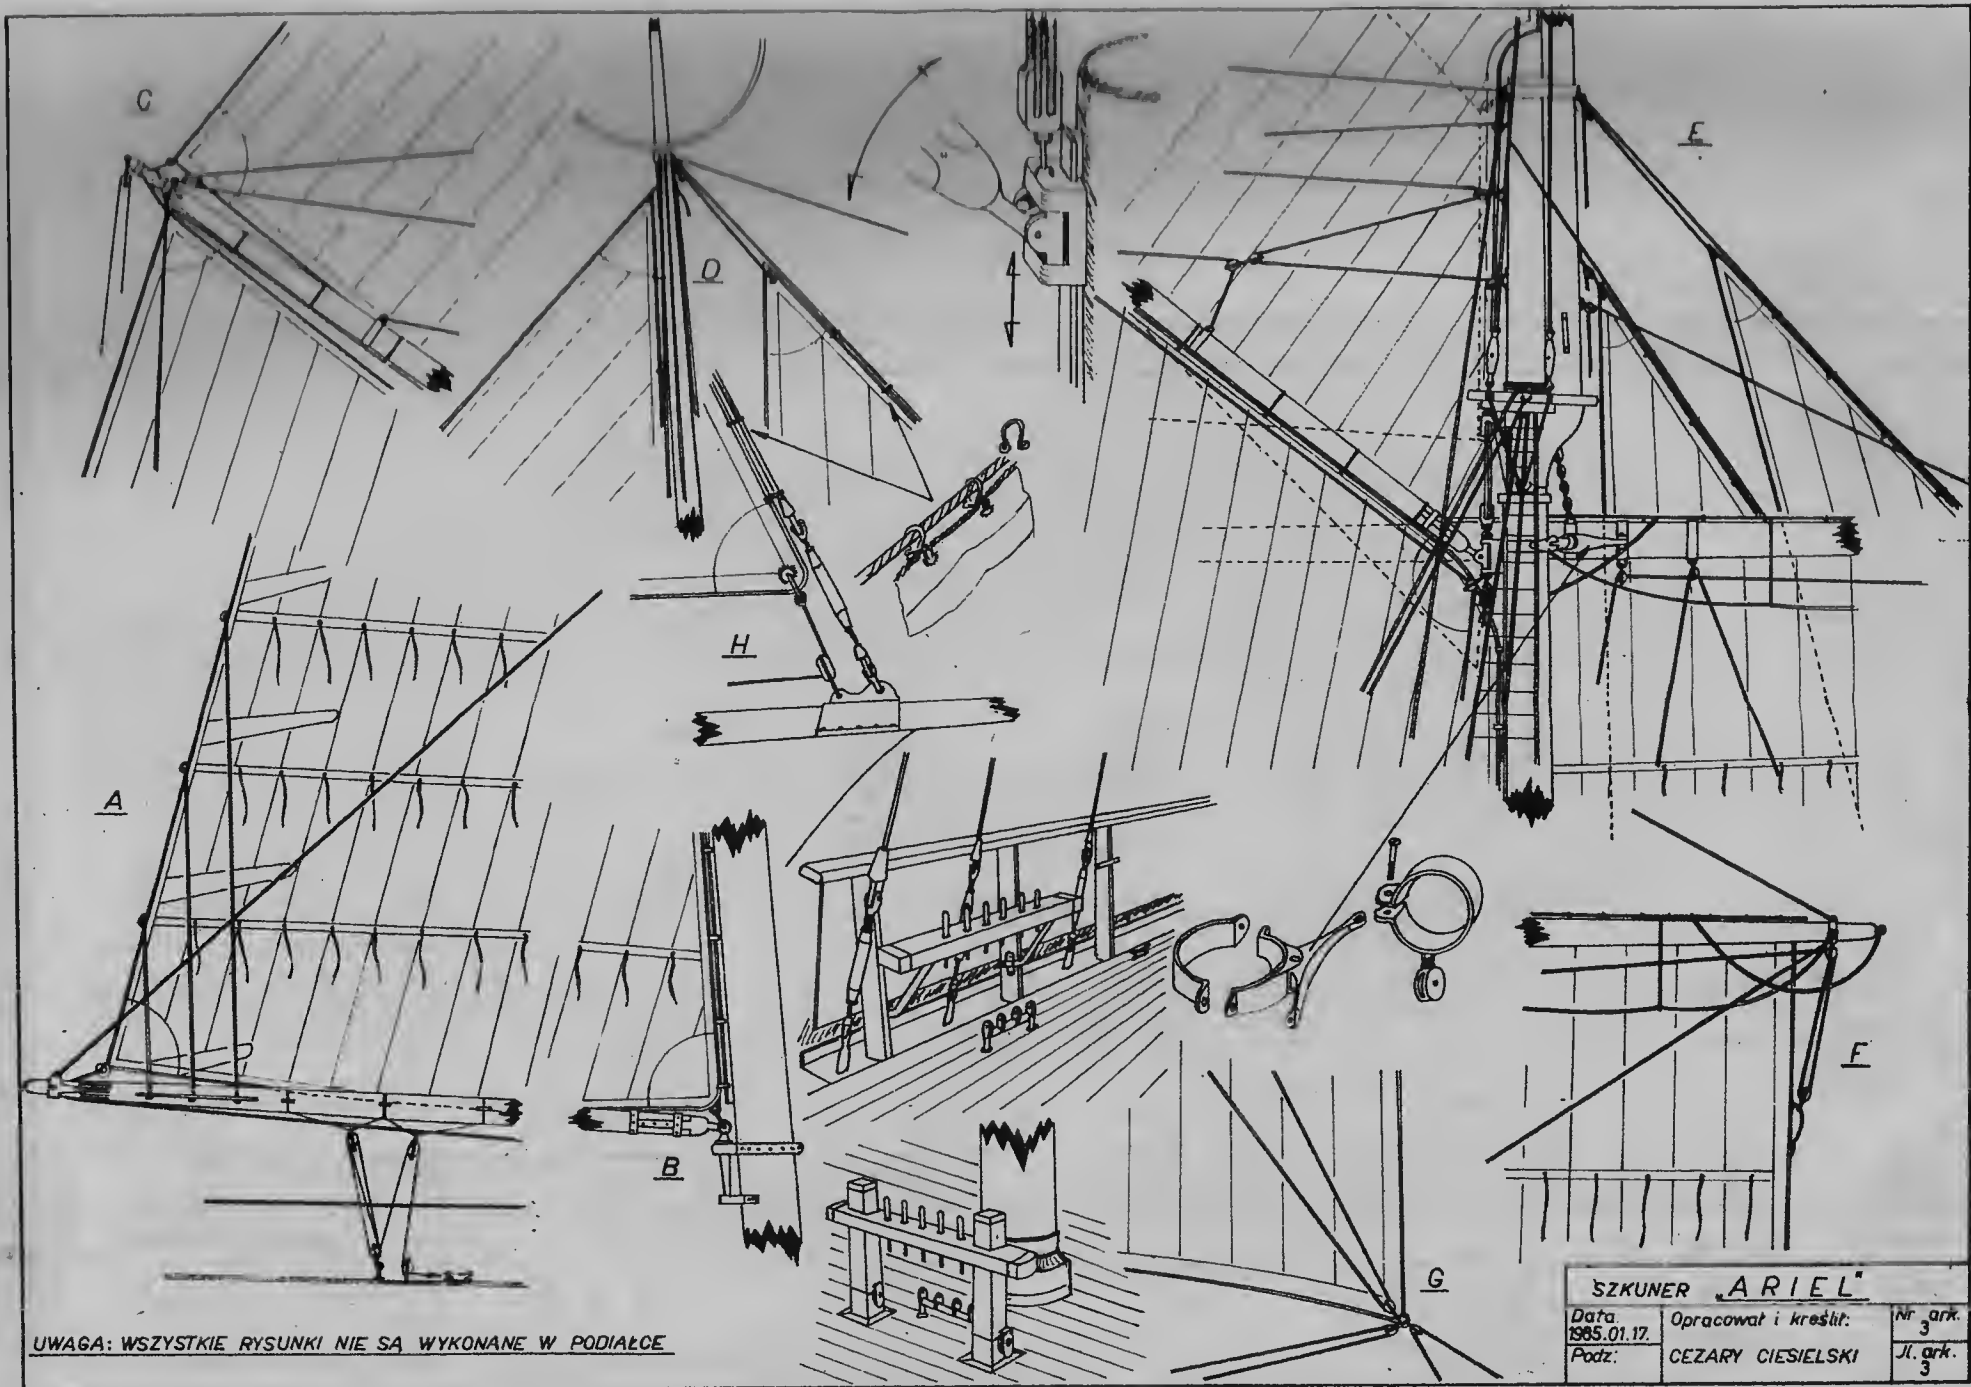 C
D
E
A
H
B
F
G
UWAGA: WSZYSTKIE RYSUNKI NIE SĄ WYKONANE W PODIAŁCE
SZKUNER „ARIEL"
Data: 1985.01.17.
Opracował i kreślił:
CEZARY CIESIELSKI
Nr ark. 3
Podz:
Jl. ark. 3